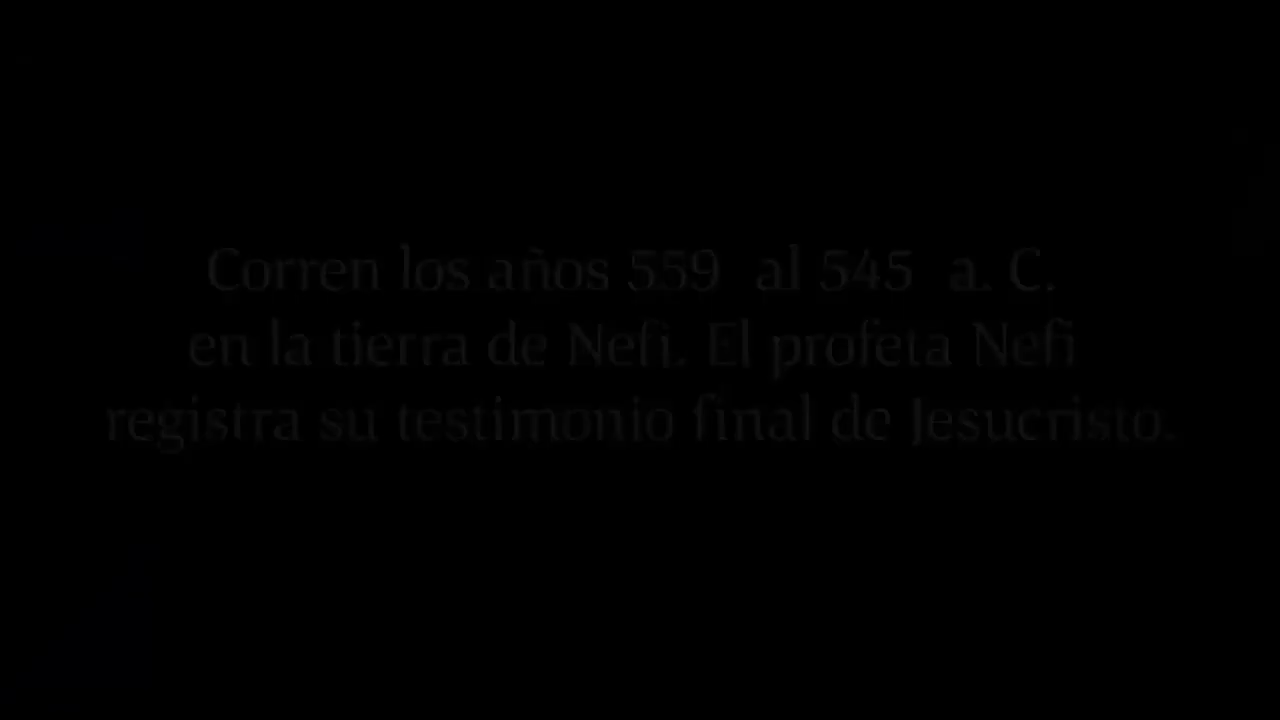 Corren los años 559 al 545 a. C.
en la tierra de Nefi. El profeta Nefi
registra su testimonio final de Jesucristo.